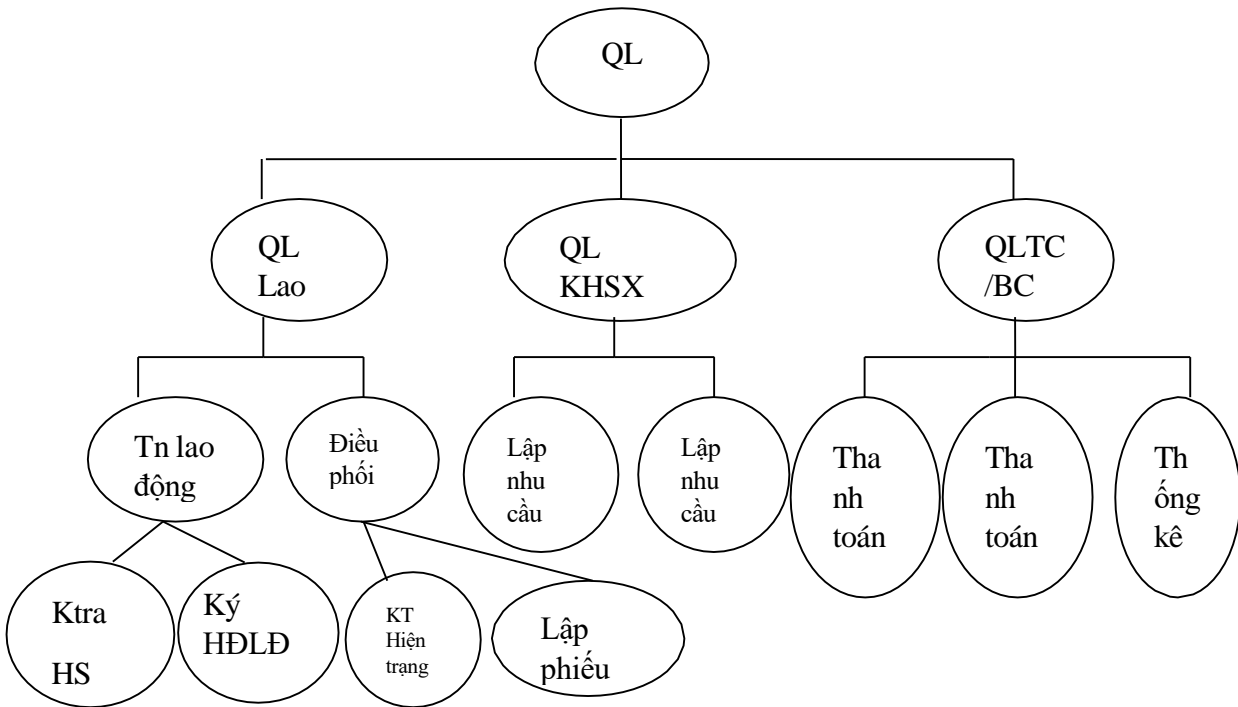 QL
QL
Lao
QL
KHSX
QLTC
/BC
Tn lao
động
Điều
phối
Lập
nhu
cầu
Lập
nhu
cầu
Tha
nh
toán
Tha
nh
toán
Th
ống
kê
Ktra
HS
Ký
HĐLĐ
KT
Hiện
trạng
Lập
phiếu